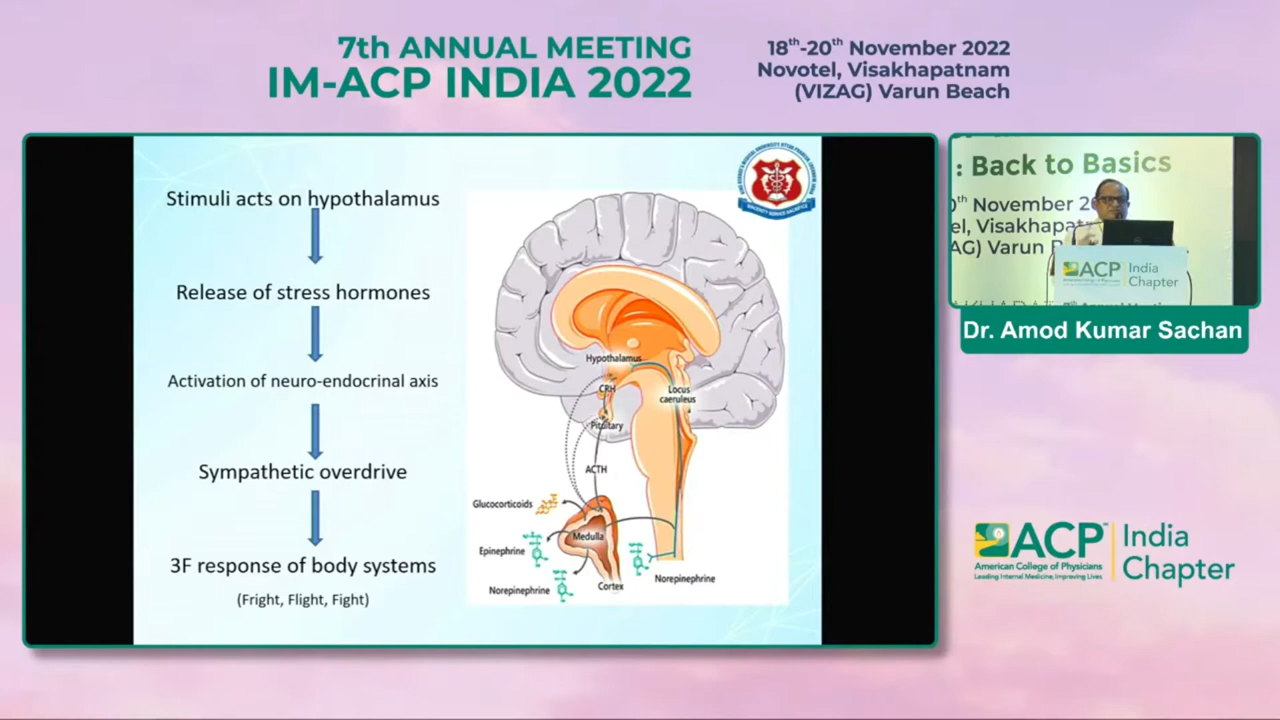 7th ANNUAL MEETING
IM-ACP INDIA 2022
18th-20th November 2022
Novotel, Visakhapatnam
(VIZAG) Varun Beach
Stimuli acts on hypothalamus
Release of stress hormones
Activation of neuro-endocrinal axis
Sympathetic overdrive
3F response of body systems
(Fright, Flight, Fight)
Hypothalamus
CRH
Locus
caeruleus
Pituitary
ACTH
Glucocorticoids
Medulla
Epinephrine
Norepinephrine
Cortex
Norepinephrine
: Back to Basics
th November 2
el, Visakhapat
AG) Varun
ACP India
Chapter
Dr. Amod Kumar Sachan
ACP India
Chapter
American College of Physicians
Leading Internal Medicine, Improving Lives